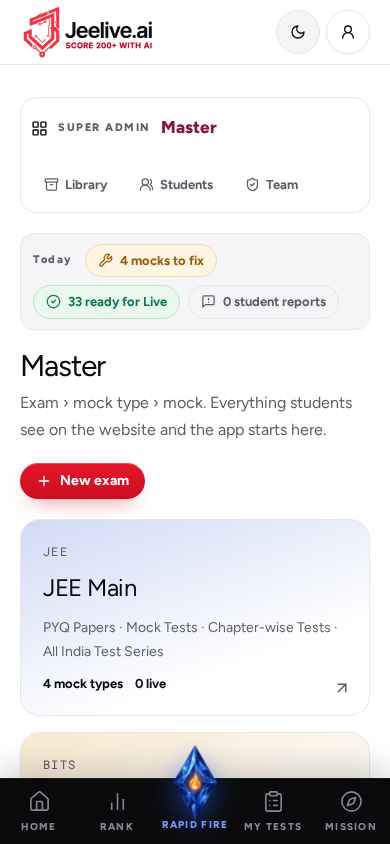 Jeelive.ai
SCORE 200+ WITH AI
SUPER ADMIN Master
Library Students Team
Today 4 mocks to fix
33 ready for Live 0 student reports
Master
Exam › mock type › mock. Everything students
see on the website and the app starts here.
New exam
JEE
JEE Main
PYQ Papers · Mock Tests · Chapter-wise Tests ·
All India Test Series
4 mock types 0 live
BITS
HOME RANK RAPID FIRE MY TESTS MISSION